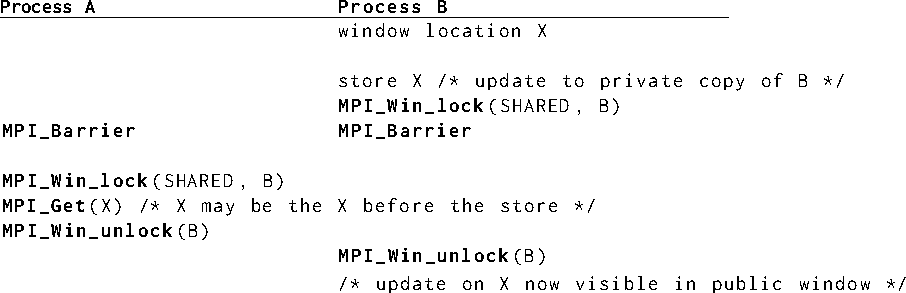 Process A Process B
window location X
store X /* update to private copy of B */
MPI_Win_lock(SHARED, B)
MPI_Barrier MPI_Barrier
MPI_Win_lock(SHARED, B)
MPI_Get(X) /* X may be the X before the store */
MPI_Win_unlock(B)
MPI_Win_unlock(B)
/* update on X now visible in public window */